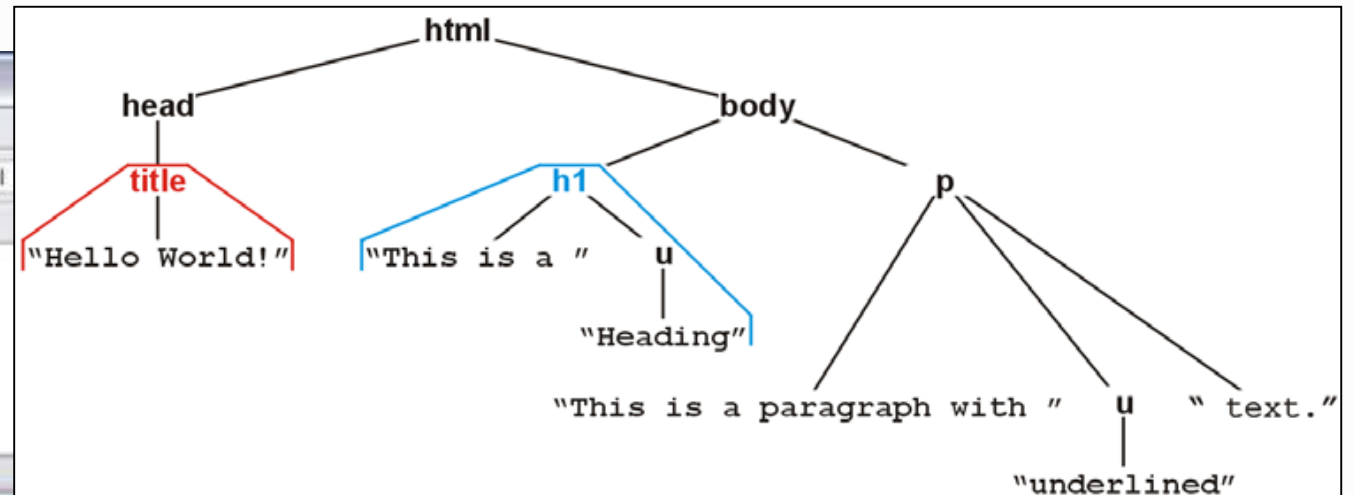 html
head body
title h1 p
“Hello World!” “This is a ” u
“Heading”
“This is a paragraph with ” u “ text.”
“underlined”